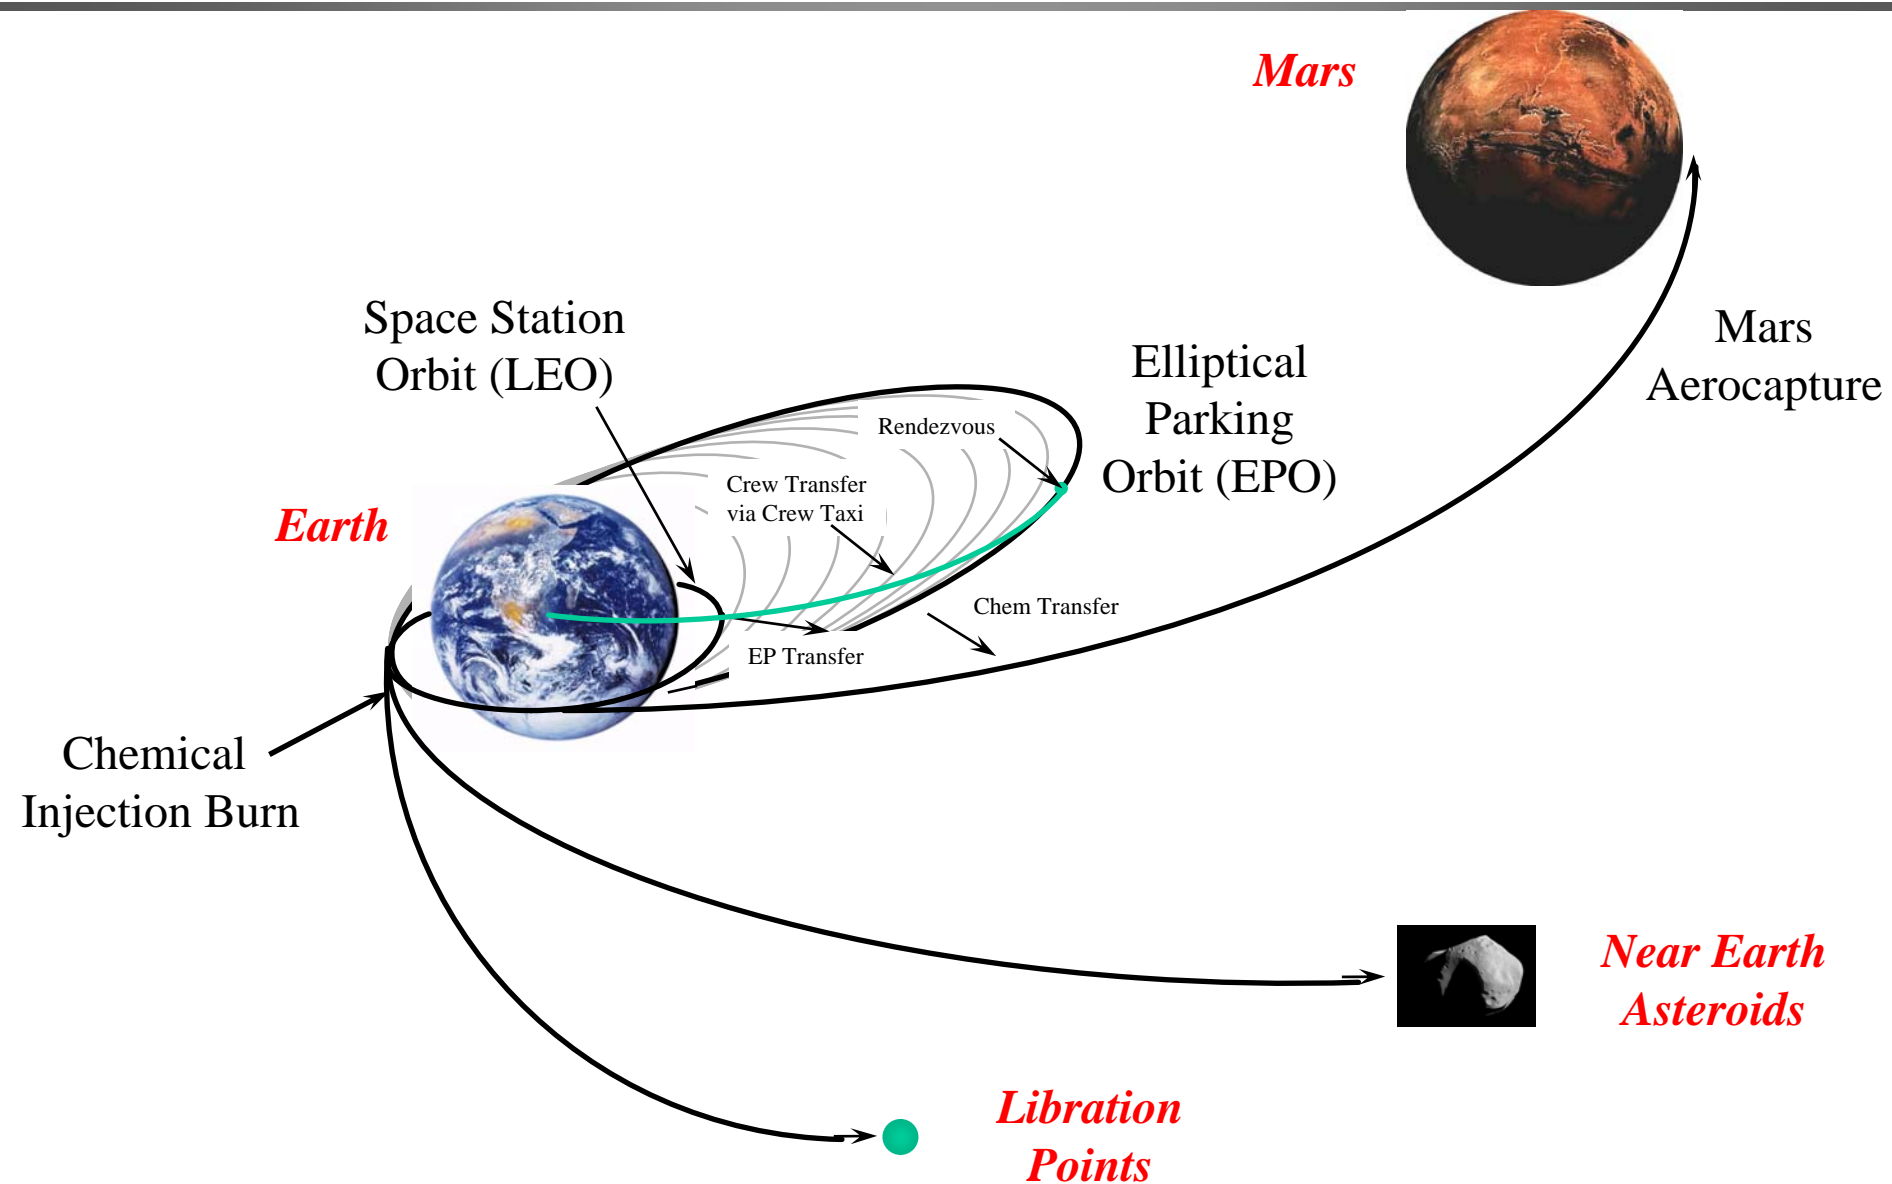 Mars
Space Station
Orbit (LEO)
Mars
Aerocapture
Elliptical
Parking
Orbit (EPO)
Rendezvous
Crew Transfer
via Crew Taxi
Earth
Chem Transfer
EP Transfer
Chemical
Injection Burn
Near Earth
Asteroids
Libration
Points